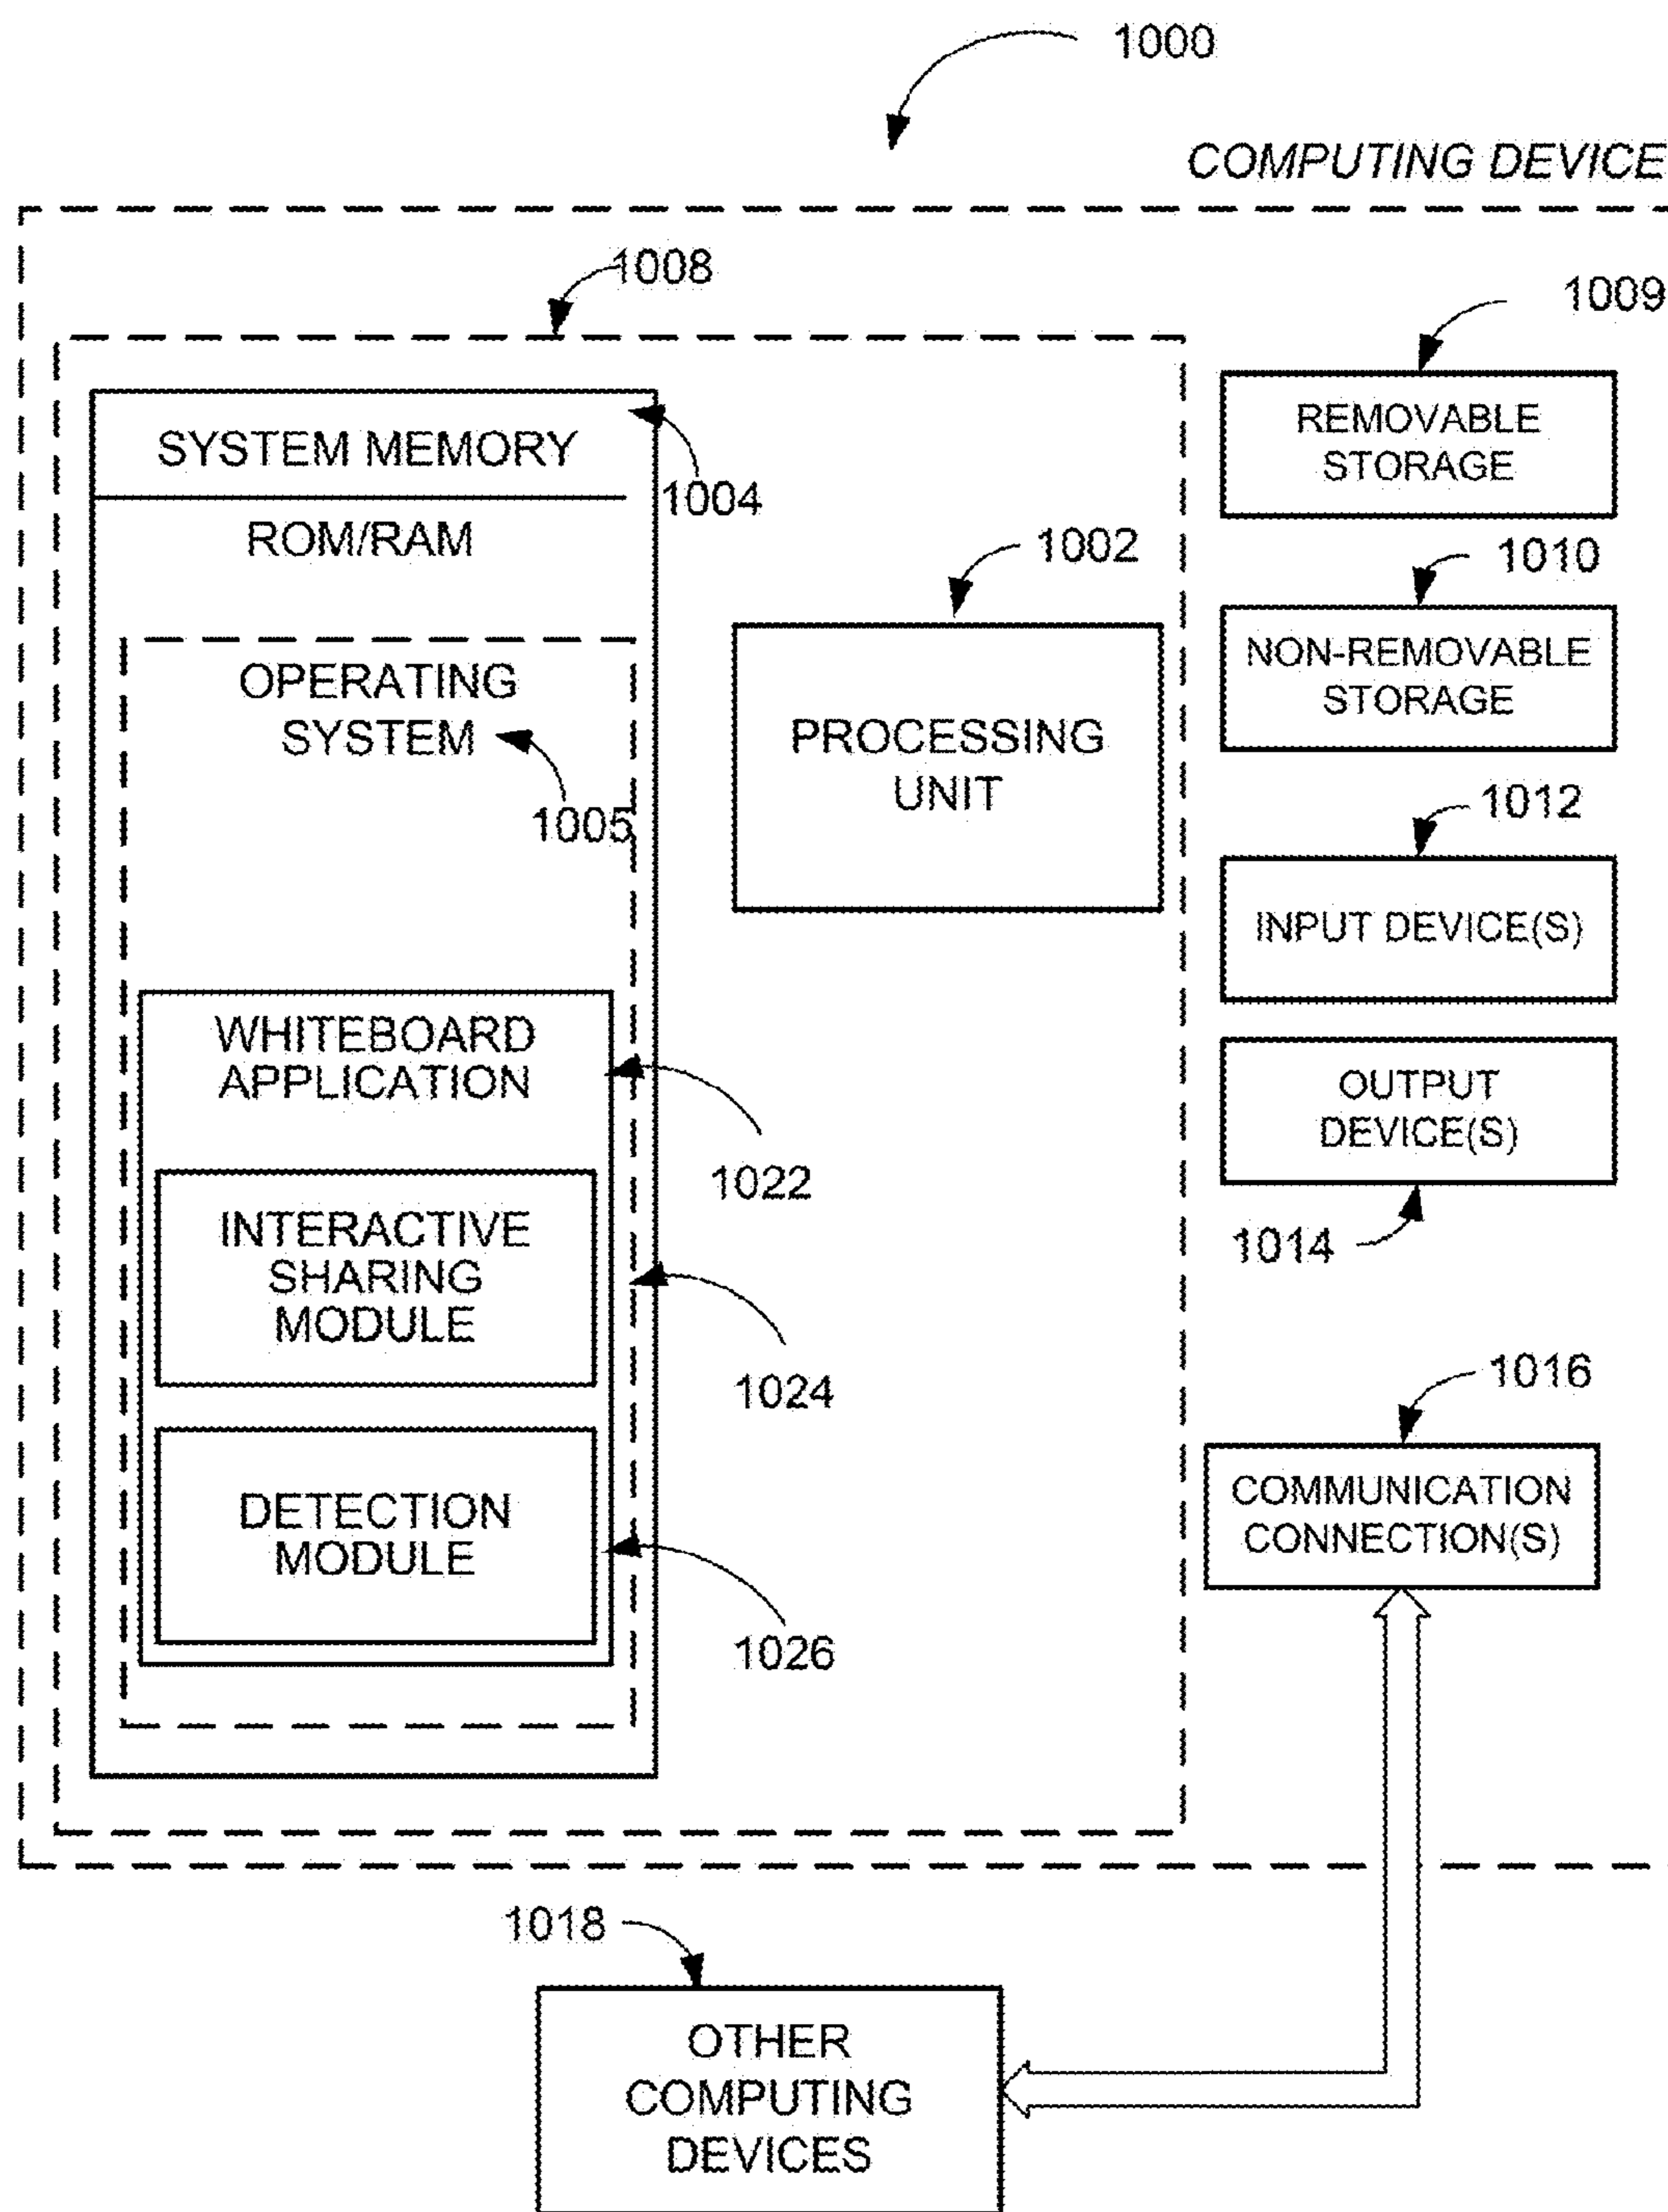 1000
COMPUTING DEVICE
1008
1009
SYSTEM MEMORY
1004
ROM/RAM
REMOVABLE
STORAGE
1002
1010
OPERATING
SYSTEM
1005
PROCESSING
UNIT
NON-REMOVABLE
STORAGE
1012
INPUT DEVICE(S)
WHITEBOARD
APPLICATION
1022
OUTPUT
DEVICE(S)
1014
INTERACTIVE
SHARING
MODULE
1024
1016
COMMUNICATION
CONNECTION(S)
DETECTION
MODULE
1026
1018
OTHER
COMPUTING
DEVICES